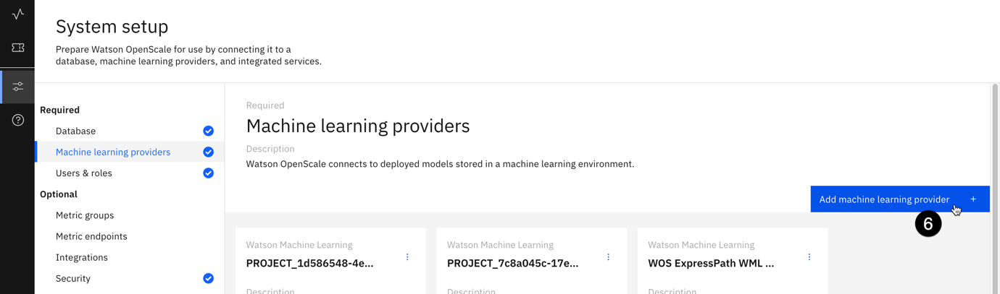 System setup
Prepare Watson OpenScale for use by connecting it to a
database, machine learning providers, and integrated services.
Required
Database
Machine learning providers
Users & roles
Optional
Metric groups
Metric endpoints
Integrations
Security
Required
Machine learning providers
Description
Watson OpenScale connects to deployed models stored in a machine learning environment.
Add machine learning provider +
6
Watson Machine Learning
PROJECT_1d586548-4e...
Description
Watson Machine Learning
PROJECT_7c8a045c-17e...
Description
Watson Machine Learning
WOS ExpressPath WML ...
Description